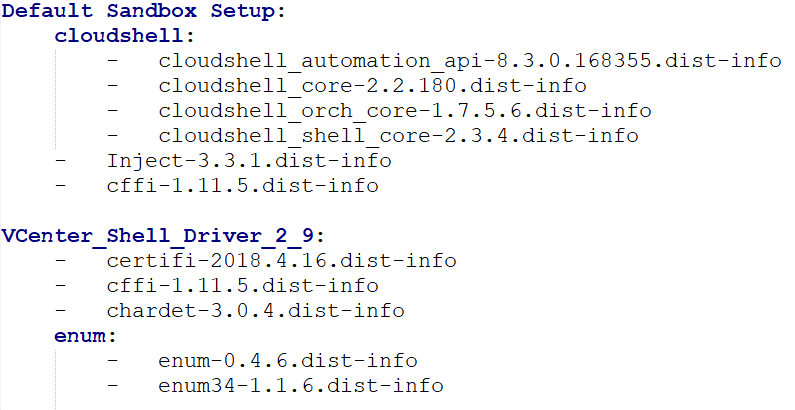 Default Sandbox Setup:
cloudshell:
- cloudshell_automation_api-8.3.0.168355.dist-info
- cloudshell_core-2.2.180.dist-info
- cloudshell_orch_core-1.7.5.6.dist-info
- cloudshell_shell_core-2.3.4.dist-info
- Inject-3.3.1.dist-info
- cffi-1.11.5.dist-info
VCenter_Shell_Driver_2_9:
- certifi-2018.4.16.dist-info
- cffi-1.11.5.dist-info
- chardet-3.0.4.dist-info
enum:
- enum-0.4.6.dist-info
- enum34-1.1.6.dist-info